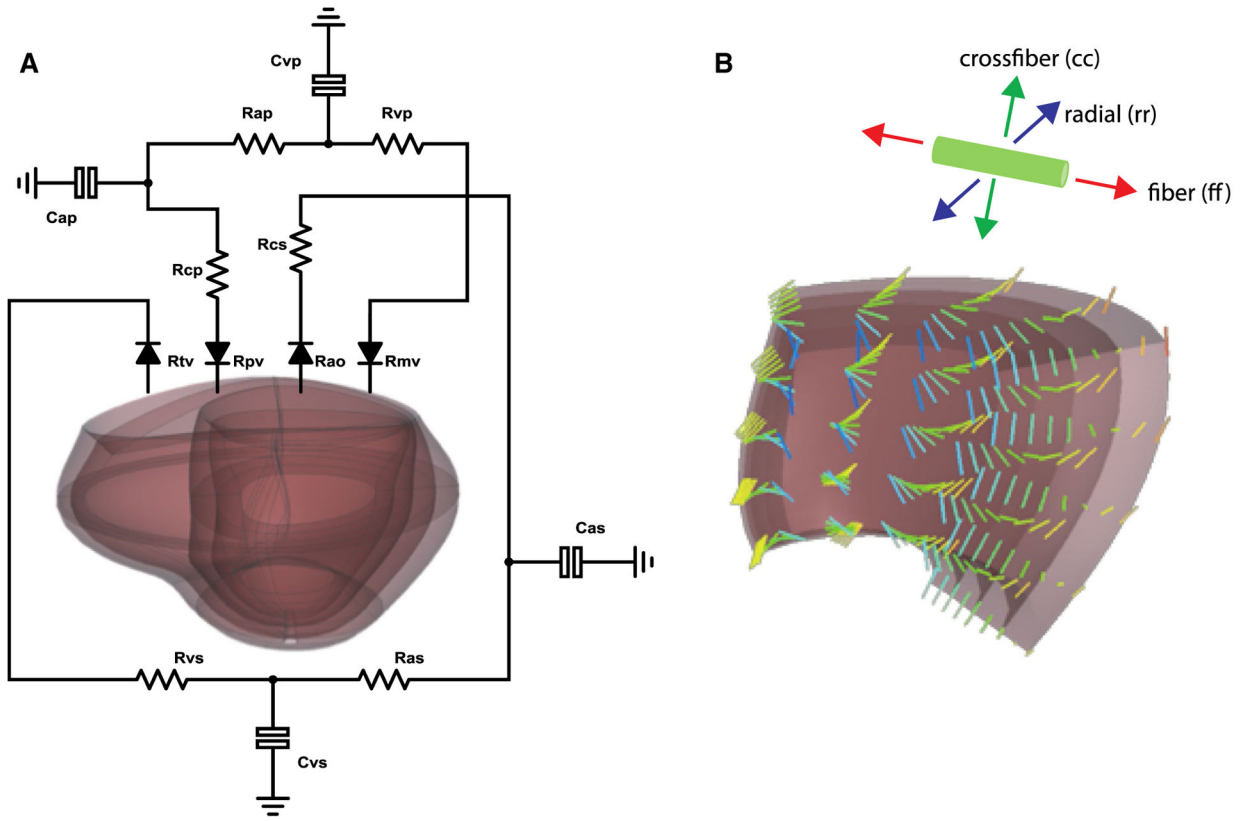 A
Cvp
Rap
Rvp
Cap
Rcp
Rcs
Rtv
Rpv
Rao
Rmv
Cas
Rvs
Ras
Cvs
B
crossfiber (cc)
radial (rr)
fiber (ff)